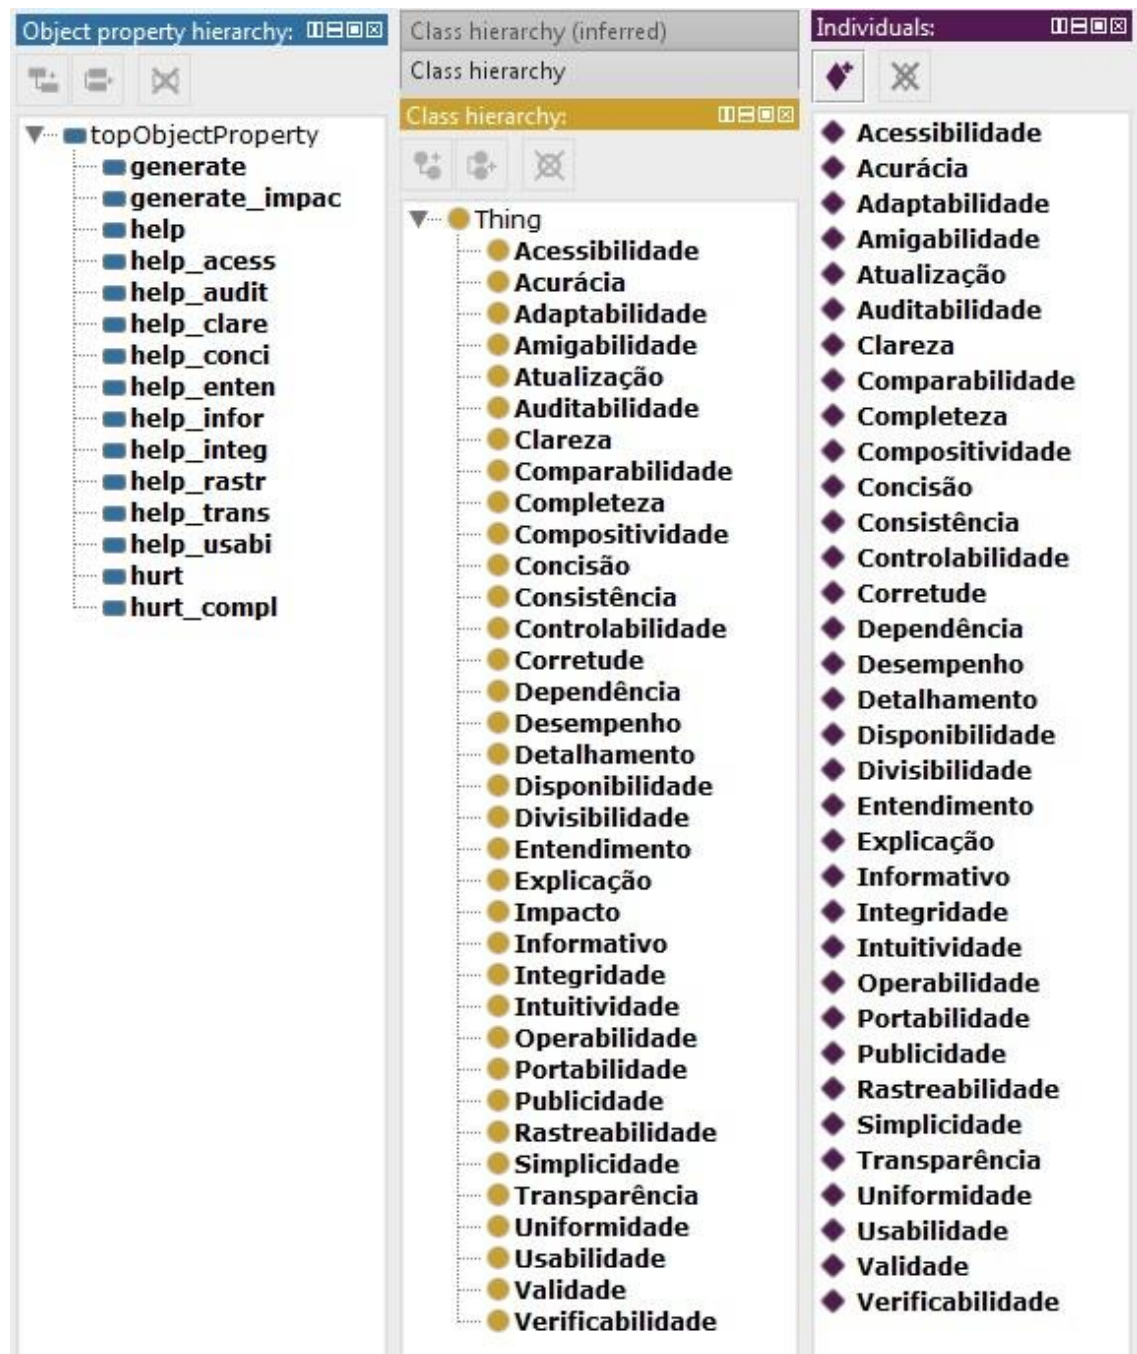 Object property hierarchy:
topObjectProperty
generate
generate_impac
help
help_acess
help_audit
help_clare
help_conci
help_enten
help_infor
help_integ
help_rastr
help_trans
help_usabi
hurt
hurt_compl
Class hierarchy (inferred)
Class hierarchy
Class hierarchy:
Thing
Acessibilidade
Acurácia
Adaptabilidade
Amigabilidade
Atualização
Auditabilidade
Clareza
Comparabilidade
Completeza
Compositividade
Concisão
Consistência
Controlabilidade
Corretude
Dependência
Desempenho
Detalhamento
Disponibilidade
Divisibilidade
Entendimento
Explicação
Impacto
Informativo
Integridade
Intuitividade
Operabilidade
Portabilidade
Publicidade
Rastreabilidade
Simplicidade
Transparência
Uniformidade
Usabilidade
Validade
Verificabilidade
Individuals:
Acessibilidade
Acurácia
Adaptabilidade
Amigabilidade
Atualização
Auditabilidade
Clareza
Comparabilidade
Completeza
Compositividade
Concisão
Consistência
Controlabilidade
Corretude
Dependência
Desempenho
Detalhamento
Disponibilidade
Divisibilidade
Entendimento
Explicação
Informativo
Integridade
Intuitividade
Operabilidade
Portabilidade
Publicidade
Rastreabilidade
Simplicidade
Transparência
Uniformidade
Usabilidade
Validade
Verificabilidade